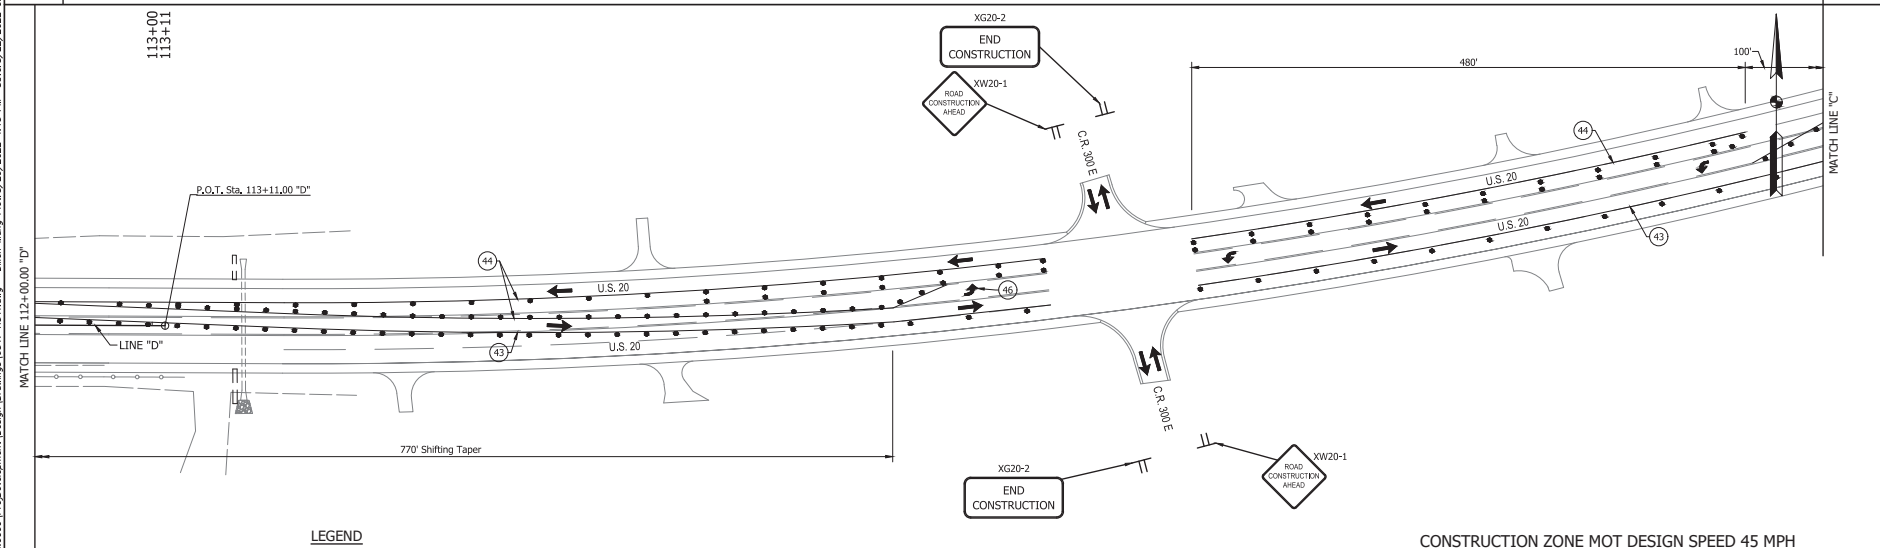 113+00
113+11
XG20-2
END
CONSTRUCTION
XW20-1
ROAD
CONSTRUCTION
AHEAD
C.R. 300 E
480'
100'
MATCH LINE "C"
P.O.T. Sta. 113+11.00 "D"
MATCH LINE 112+00.00 "D"
LINE "D"
44
U.S. 20
43
U.S. 20
46
44
U.S. 20
U.S. 20
43
C.R. 300 E
770' Shifting Taper
XG20-2
END
CONSTRUCTION
XW20-1
ROAD
CONSTRUCTION
AHEAD
LEGEND
CONSTRUCTION ZONE MOT DESIGN SPEED 45 MPH